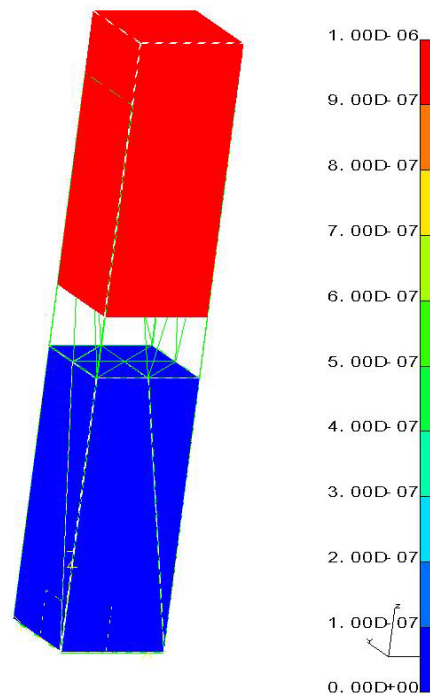 1. 00D- 06
9. 00D- 07
8. 00D- 07
7. 00D- 07
6. 00D- 07
5. 00D- 07
4. 00D- 07
3. 00D- 07
2. 00D- 07
1. 00D- 07
0. 00D+00
Z
Y